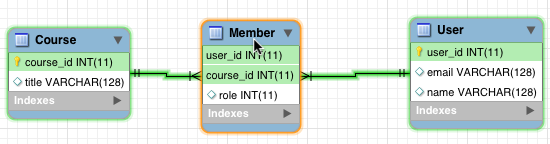 Course
course_id INT(11)
title VARCHAR(128)
Indexes
Member
user_id INT(11)
course_id INT(11)
role INT(11)
Indexes
User
user_id INT(11)
email VARCHAR(128)
name VARCHAR(128)
Indexes